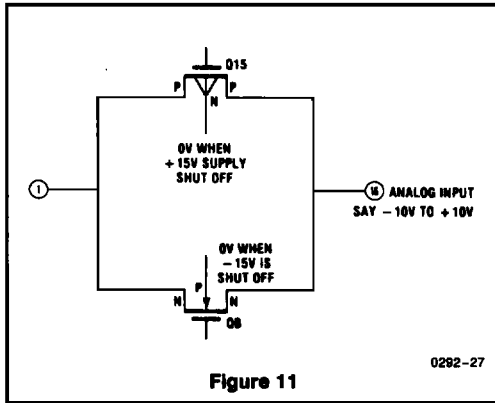 Q15
P P
N
0V WHEN
+ 15V SUPPLY
SHUT OFF
1
16 ANALOG INPUT
SAY - 10V TO + 10V
0V WHEN
- 15V IS
SHUT OFF
P
N N
Q8
0292-27
Figure 11